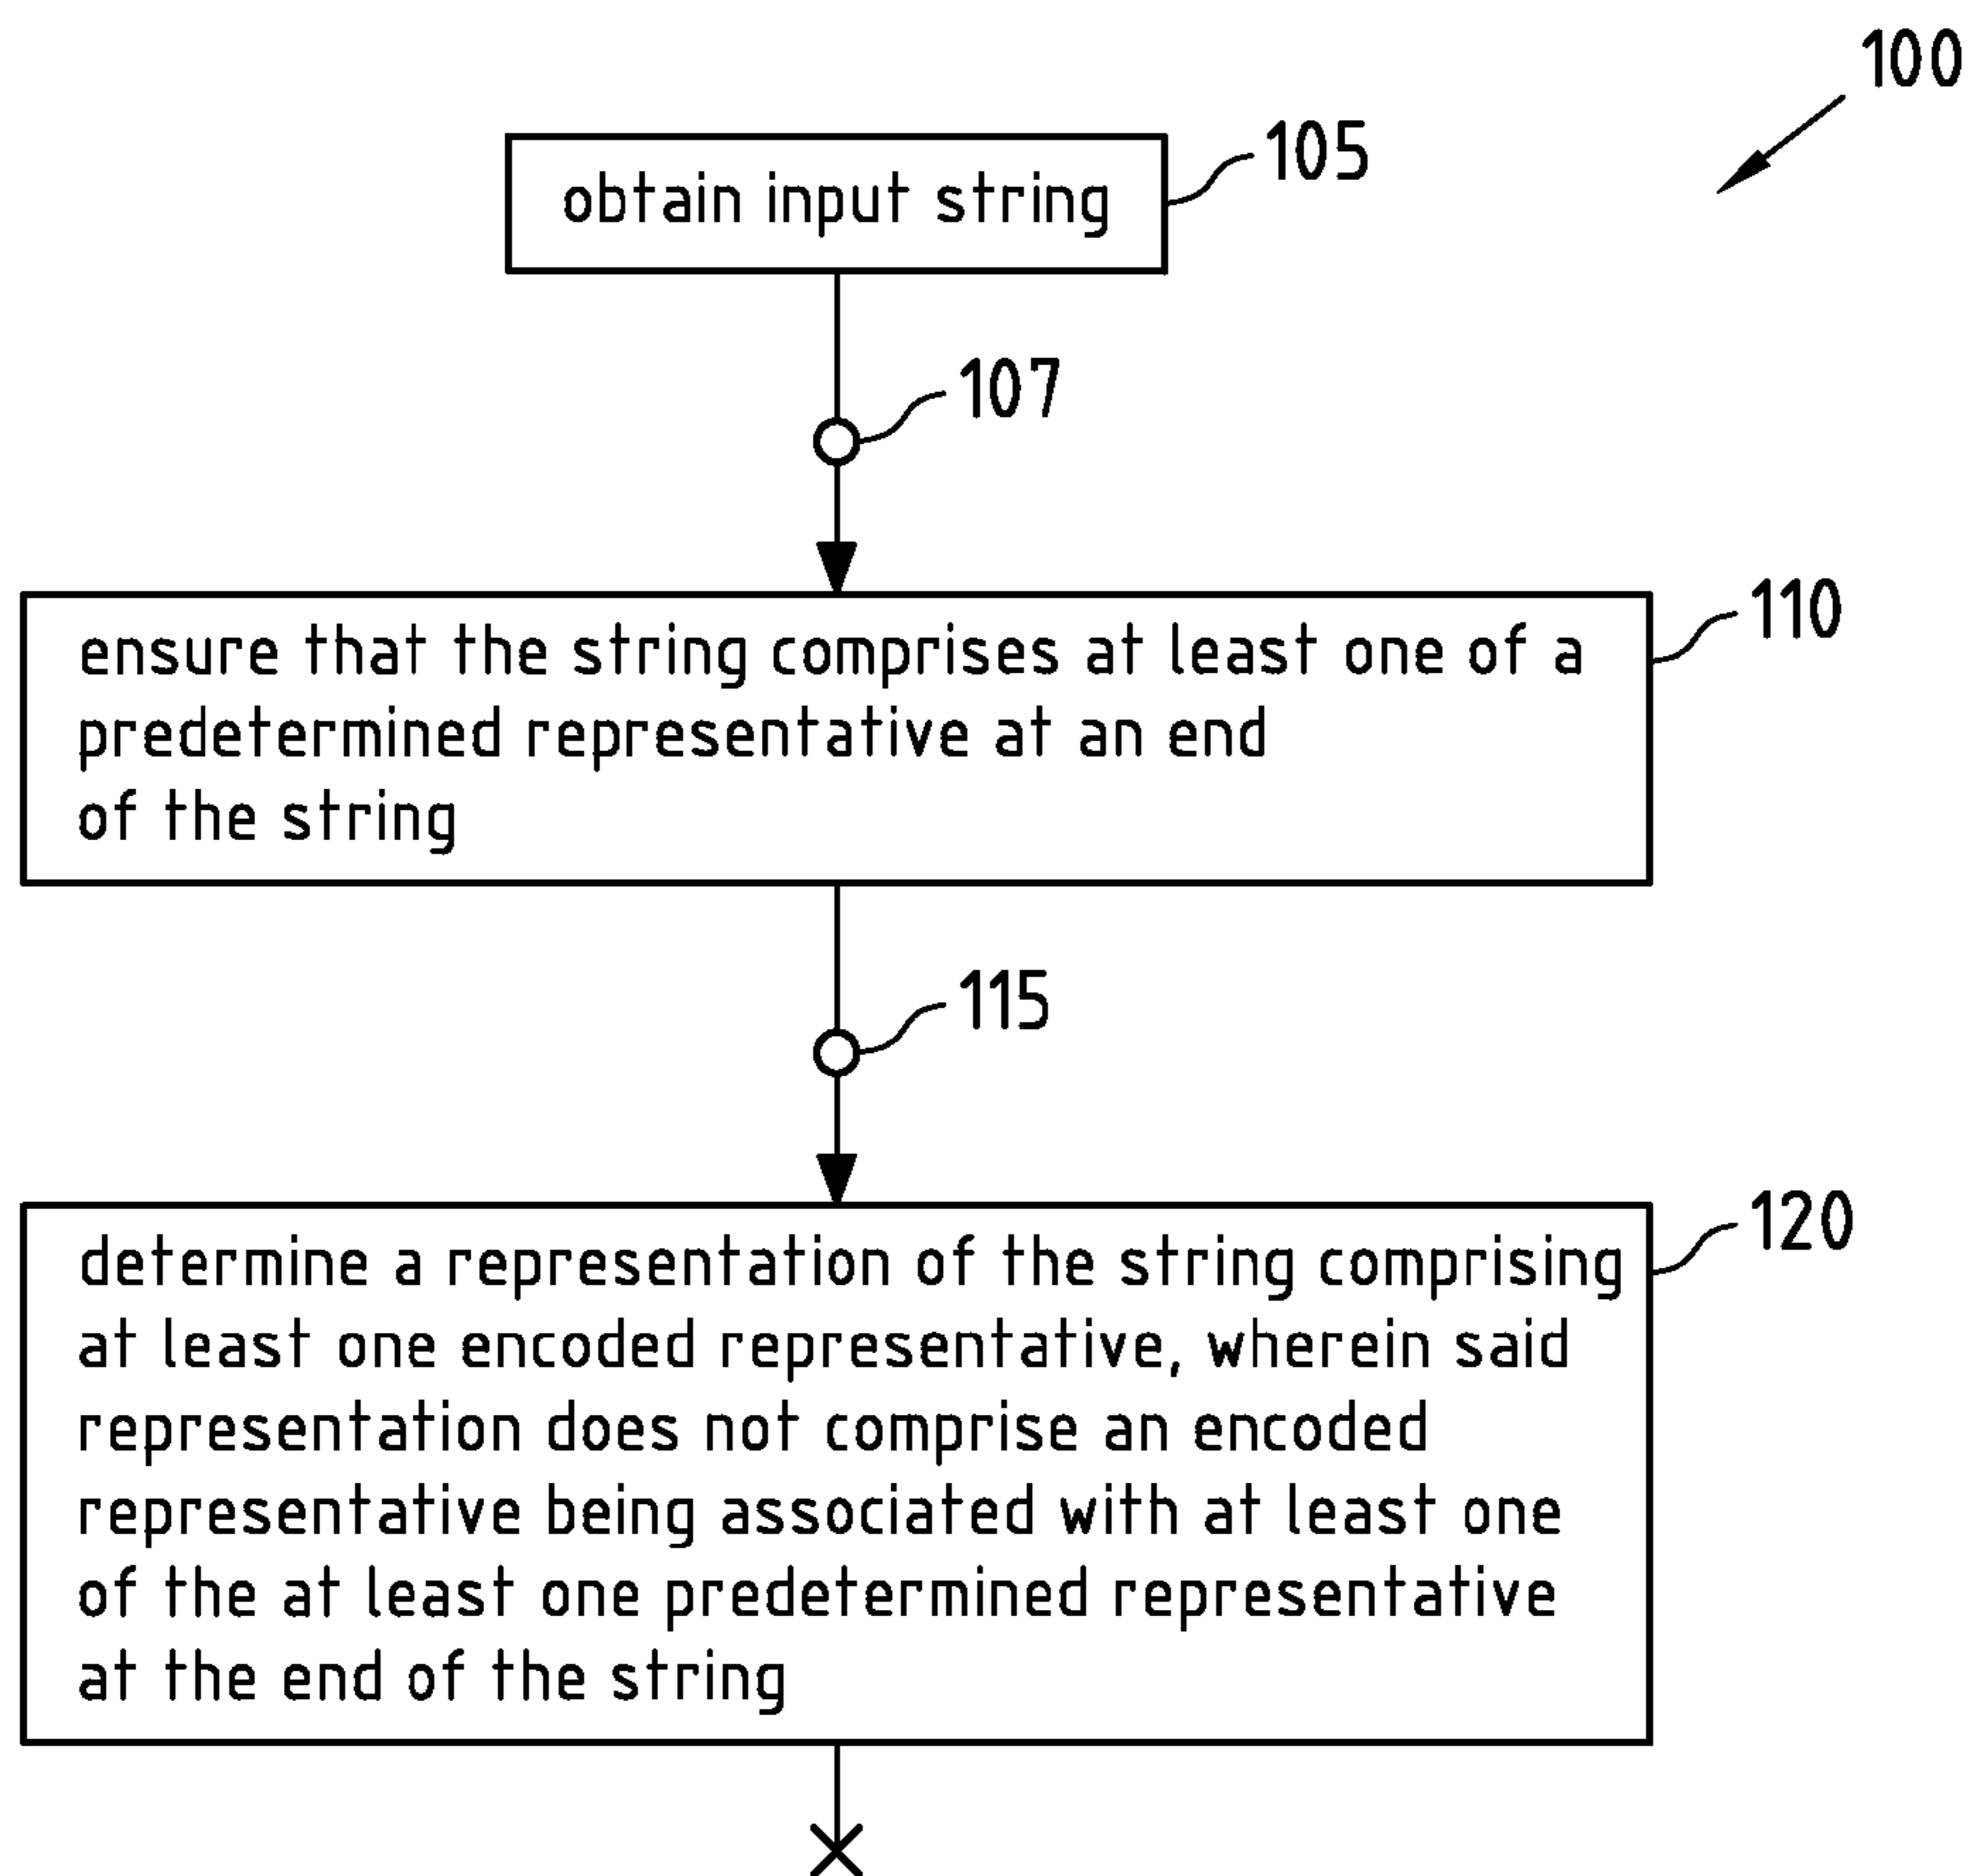 100
obtain input string
105
107
ensure that the string comprises at least one of a
predetermined representative at an end
of the string
110
115
determine a representation of the string comprising
at least one encoded representative, wherein said
representation does not comprise an encoded
representative being associated with at least one
of the at least one predetermined representative
at the end of the string
120